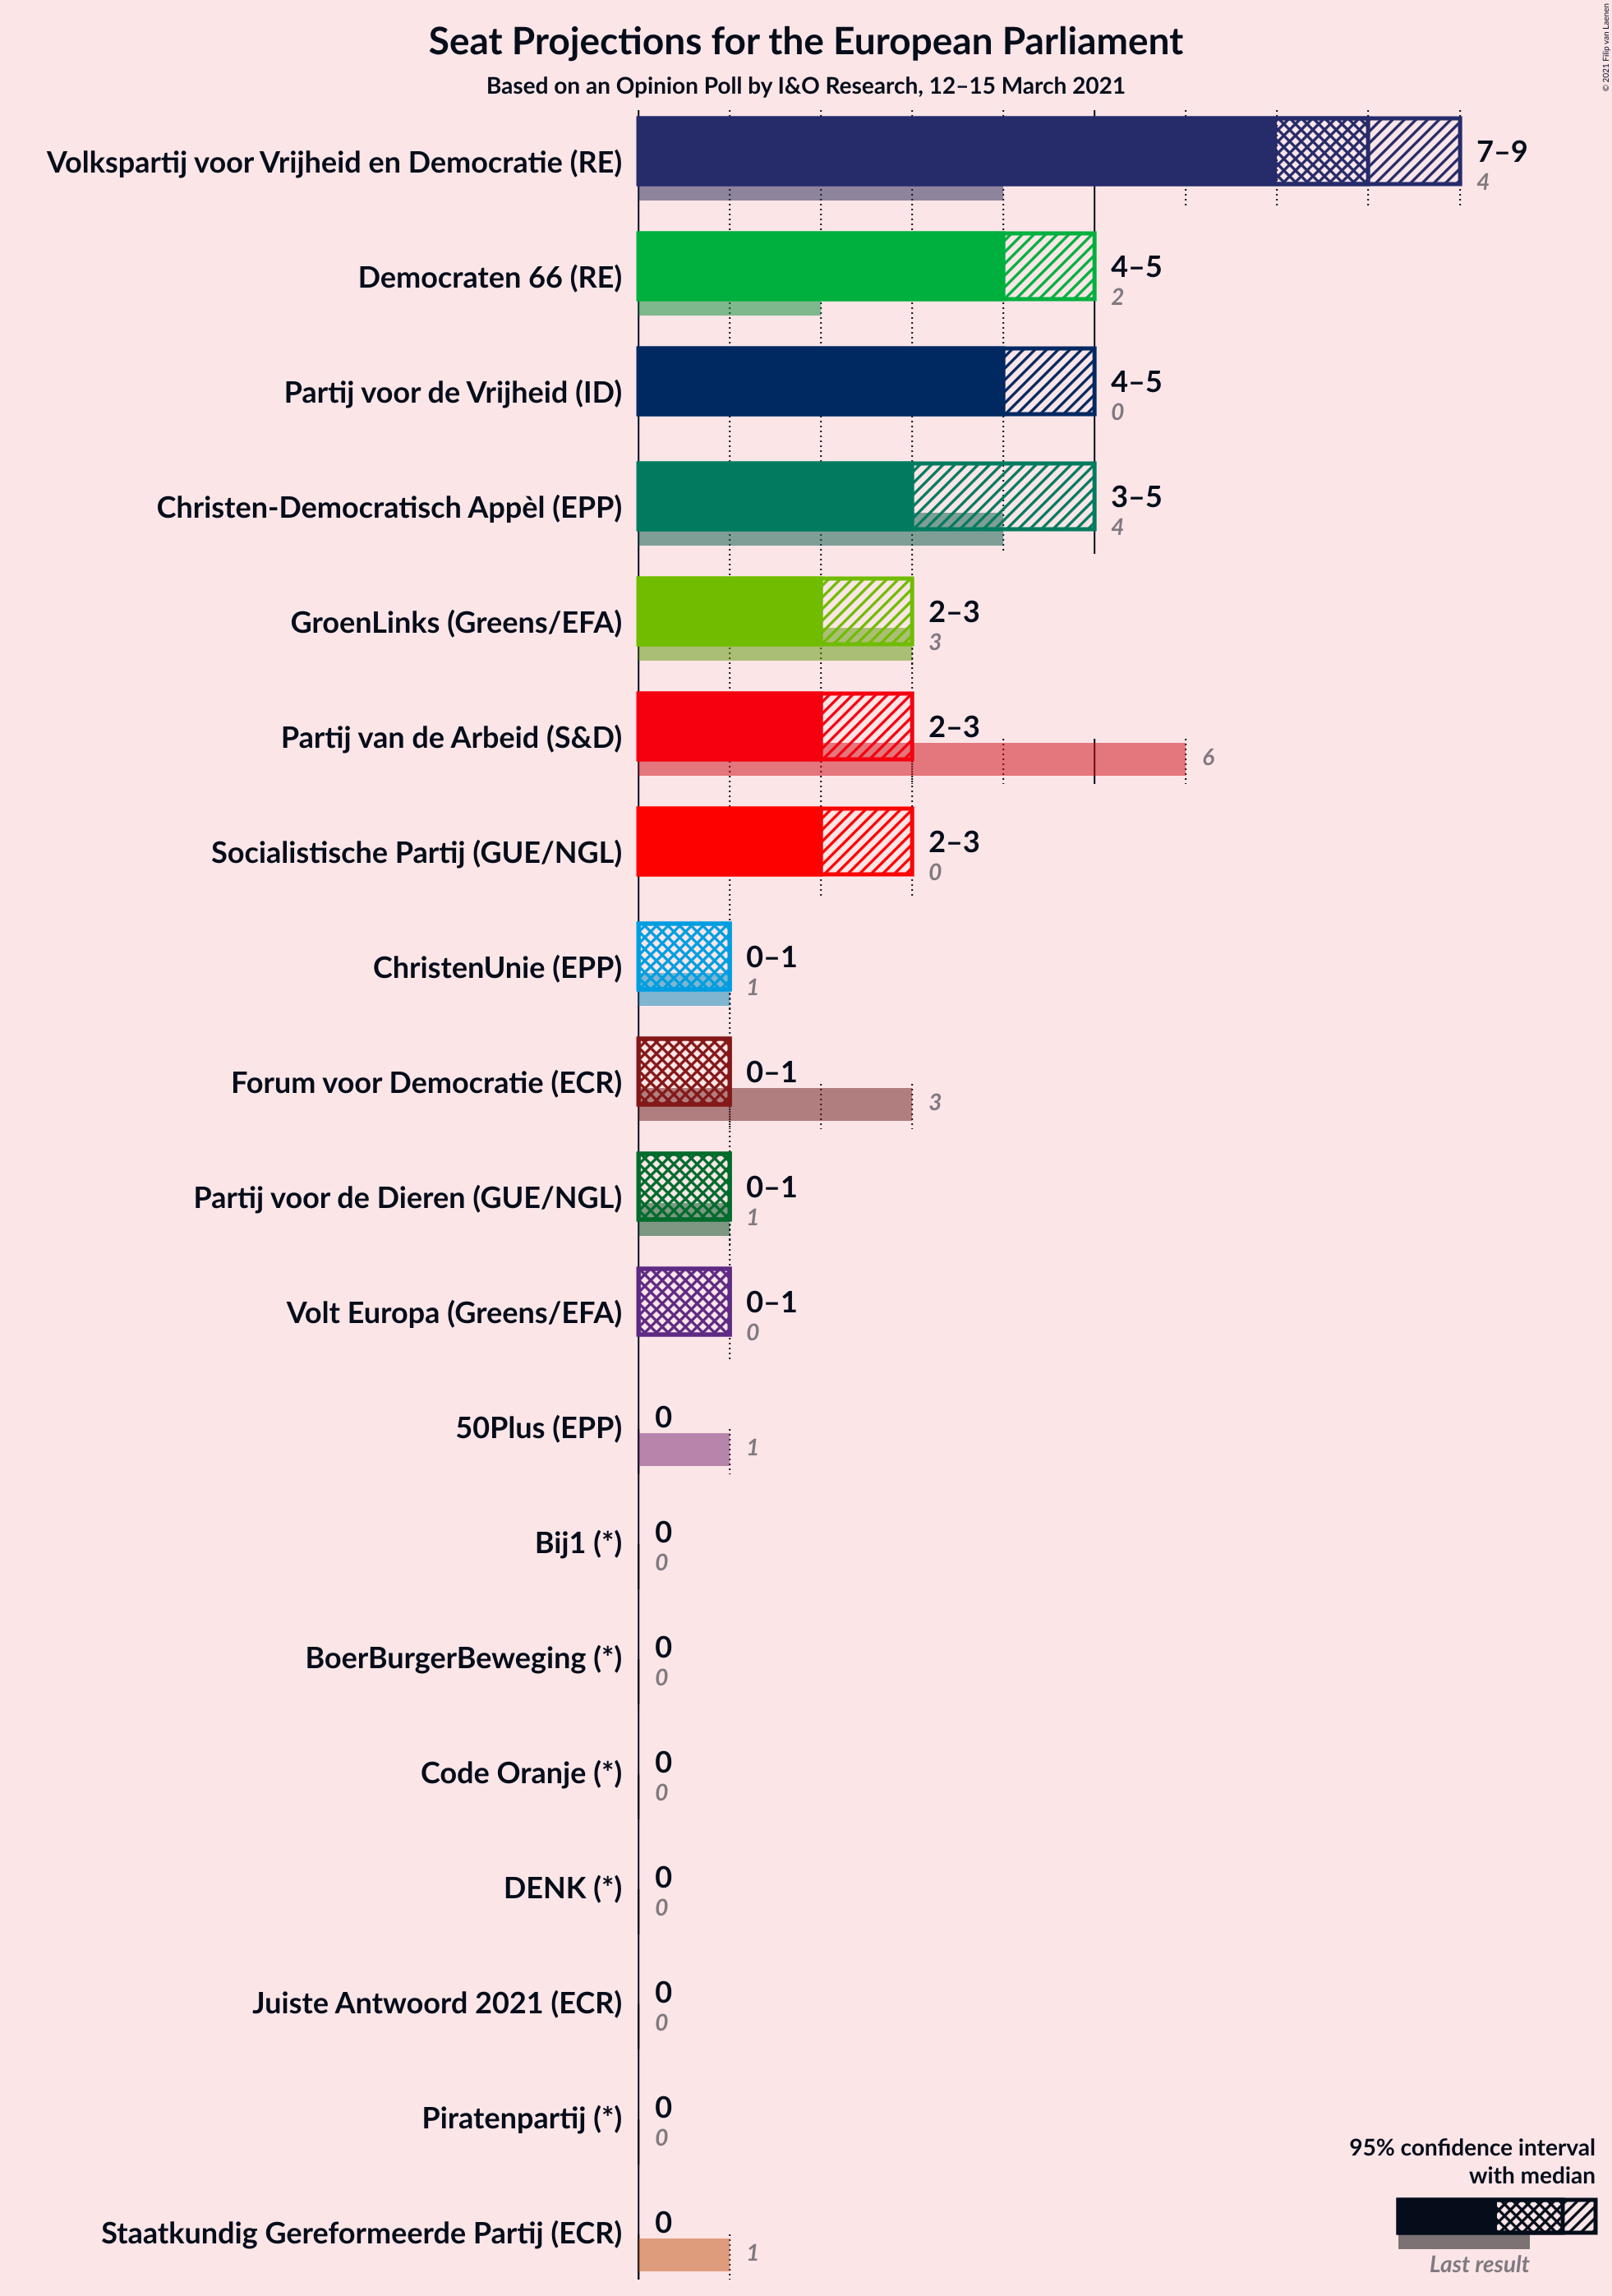 Seat Projections for the European Parliament
Based on an Opinion Poll by I&O Research, 12–15 March 2021
© 2021 Filip van Laenen
Volkspartij voor Vrijheid en Democratie (RE)
7–9
4
Democraten 66 (RE)
4–5
2
Partij voor de Vrijheid (ID)
4–5
0
Christen-Democratisch Appèl (EPP)
3–5
4
GroenLinks (Greens/EFA)
2–3
3
Partij van de Arbeid (S&D)
2–3
6
Socialistische Partij (GUE/NGL)
2–3
0
ChristenUnie (EPP)
0–1
1
Forum voor Democratie (ECR)
0–1
3
Partij voor de Dieren (GUE/NGL)
0–1
1
Volt Europa (Greens/EFA)
0–1
0
50Plus (EPP)
0
1
Bij1 (*)
0
0
BoerBurgerBeweging (*)
0
0
Code Oranje (*)
0
0
DENK (*)
0
0
Juiste Antwoord 2021 (ECR)
0
0
Piratenpartij (*)
0
0
Staatkundig Gereformeerde Partij (ECR)
0
1
95% confidence interval
with median
Last result